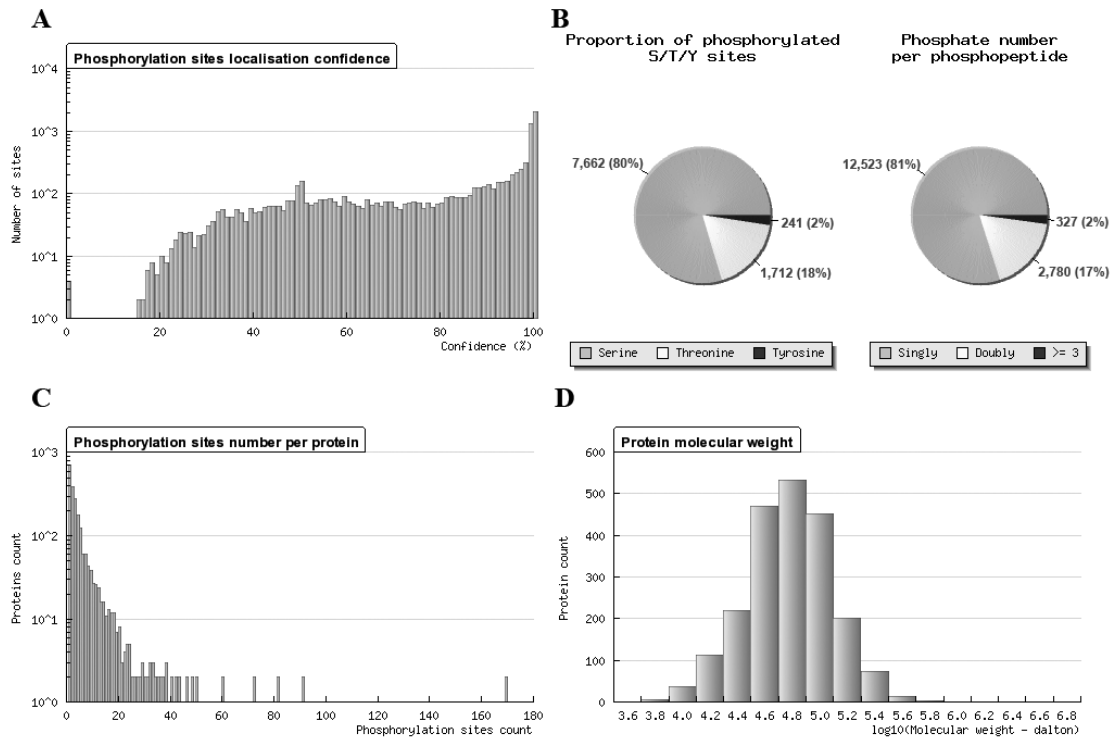 A
Phosphorylation sites localisation confidence
Number of sites
10^4
10^3
10^2
10^1
10^0
0 20 40 60 80 100
Confidence (%)
B
Proportion of phosphorylated
S/T/Y sites
7,662 (80%)
241 (2%)
1,712 (18%)
Serine Threonine Tyrosine
Phosphate number
per phosphopeptide
12,523 (81%)
327 (2%)
2,780 (17%)
Singly Doubly >= 3
C
Phosphorylation sites number per protein
Proteins count
10^3
10^2
10^1
10^0
0 20 40 60 80 100 120 140 160 180
Phosphorylation sites count
D
Protein molecular weight
Protein count
600
500
400
300
200
100
0
3.6 3.8 4.0 4.2 4.4 4.6 4.8 5.0 5.2 5.4 5.6 5.8 6.0 6.2 6.4 6.6 6.8
log10(Molecular weight - dalton)